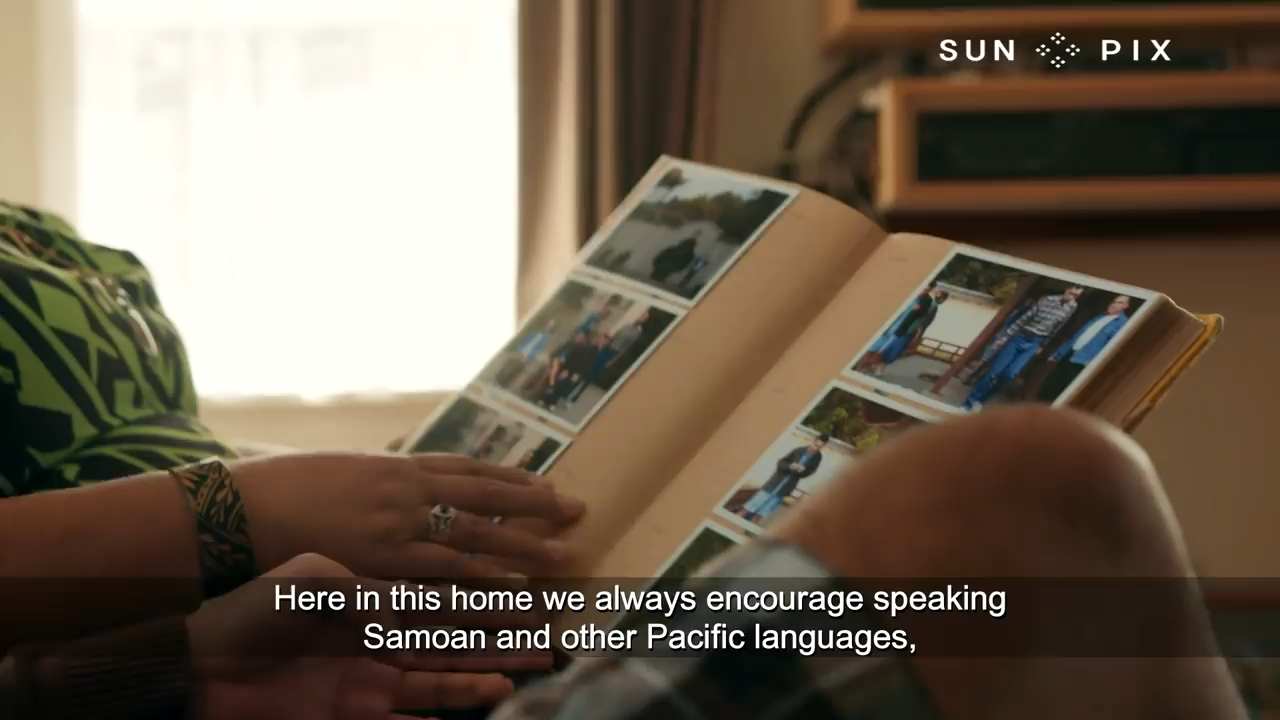 SUN PIX
Here in this home we always encourage speaking
Samoan and other Pacific languages,